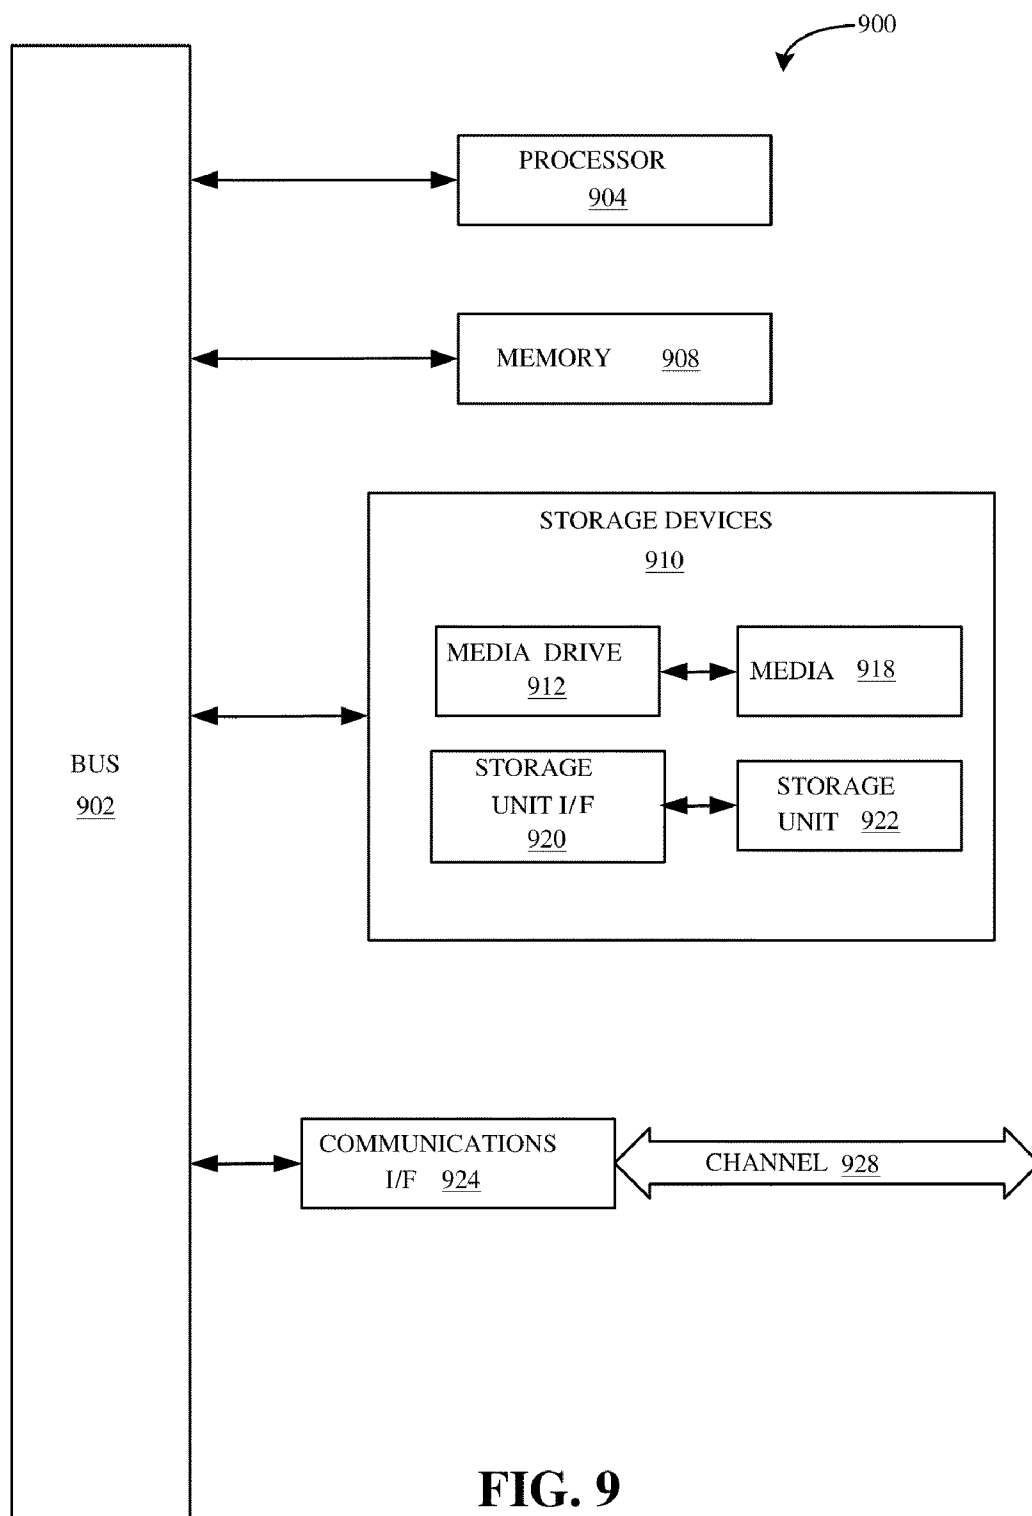 900
PROCESSOR
904
MEMORY 908
STORAGE DEVICES
910
MEDIA DRIVE
912
MEDIA 918
STORAGE
UNIT I/F
920
STORAGE
UNIT 922
BUS
902
COMMUNICATIONS
I/F 924
CHANNEL 928
FIG. 9